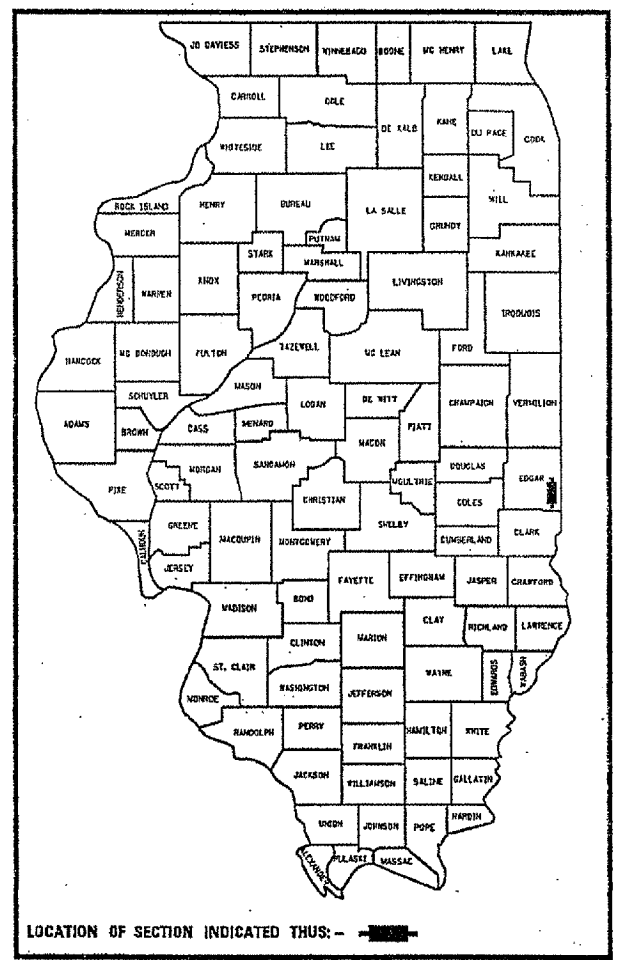 JO DAVIESS STEPHENSON WINNEBAGO BOONE MC HENRY LAKE
CARROLL OGLE DE KALB KANE DU PAGE COOK
WHITESIDE LEE
KENDALL WILL
ROCK ISLAND HENRY BUREAU LA SALLE
MERCER PUTNAM GRUNDY
STARK MARSHALL KANKAKEE
HENDERSON WARREN KNOX PEORIA WOODFORD LIVINGSTON IROQUOIS
HANCOCK MC DONOUGH FULTON TAZEWELL MC LEAN FORD
MASON
SCHUYLER LOGAN DE WITT CHAMPAIGN VERMILION
ADAMS BROWN CASS MENARD MACON PIATT
PIKE SCOTT MORGAN SANGAMON MOULTRIE DOUGLAS EDGAR
CHRISTIAN COLES
GREENE MACOUPIN MONTGOMERY SHELBY CUMBERLAND CLARK
CALHOUN JERSEY
MADISON BOND FAYETTE EFFINGHAM JASPER CRAWFORD
CLINTON MARION CLAY RICHLAND LAWRENCE
ST. CLAIR WAYNE EDWARDS WABASH
MONROE WASHINGTON JEFFERSON
RANDOLPH PERRY FRANKLIN HAMILTON WHITE
JACKSON WILLIAMSON SALINE GALLATIN
UNION JOHNSON POPE HARDIN
ALEXANDER PULASKI MASSAC
LOCATION OF SECTION INDICATED THUS:-